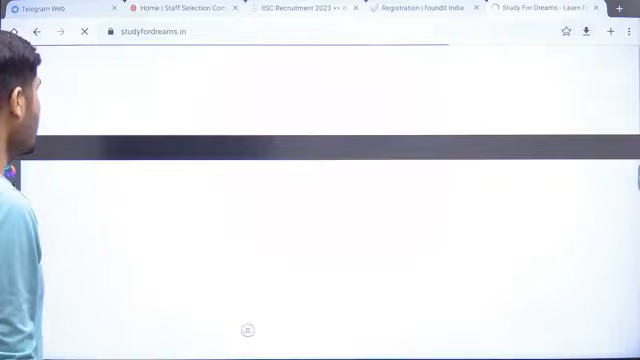 Telegram Web
Home | Staff Selection Com
IISC Recruitment 2023 >>
Registration | foundit India
Study For Dreams - Learn F
studyfordreams.in